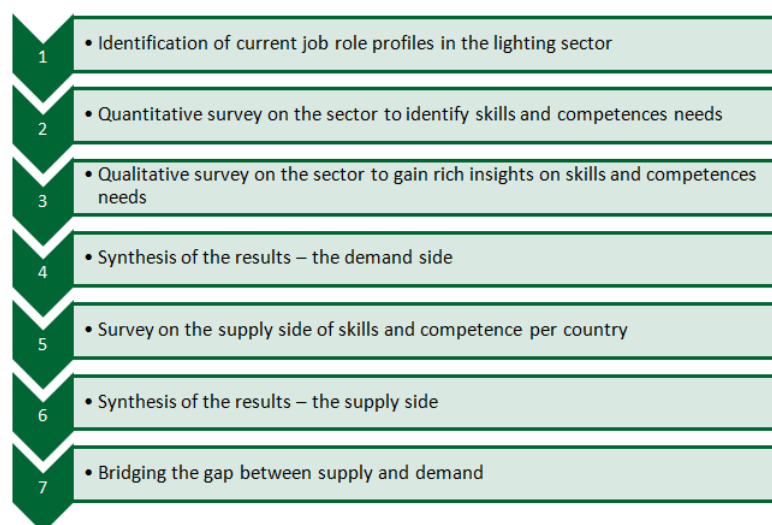 1
• Identification of current job role profiles in the lighting sector
2
• Quantitative survey on the sector to identify skills and competences needs
3
• Qualitative survey on the sector to gain rich insights on skills and competences
needs
4
• Synthesis of the results – the demand side
5
• Survey on the supply side of skills and competence per country
6
• Synthesis of the results – the supply side
7
• Bridging the gap between supply and demand